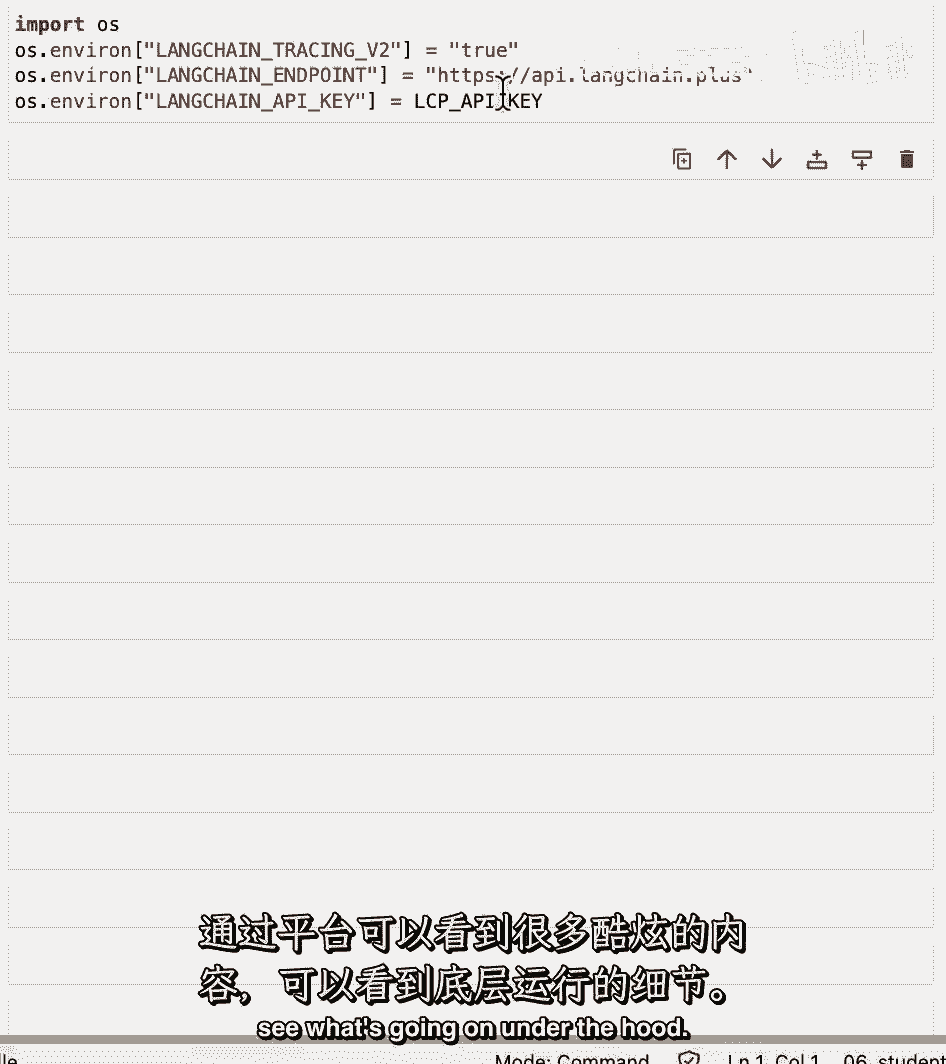 import os
os.environ["LANGCHAIN_TRACING_V2"] = "true"
os.environ["LANGCHAIN_ENDPOINT"] = "https://api.langchain.plus"
os.environ["LANGCHAIN_API_KEY"] = LCP_API_KEY
通过平台可以看到很多酷炫的内
容，可以看到底层运行的细节。
see what's going on under the hood.
Mode: Command Ln 1, Col 1 06_student